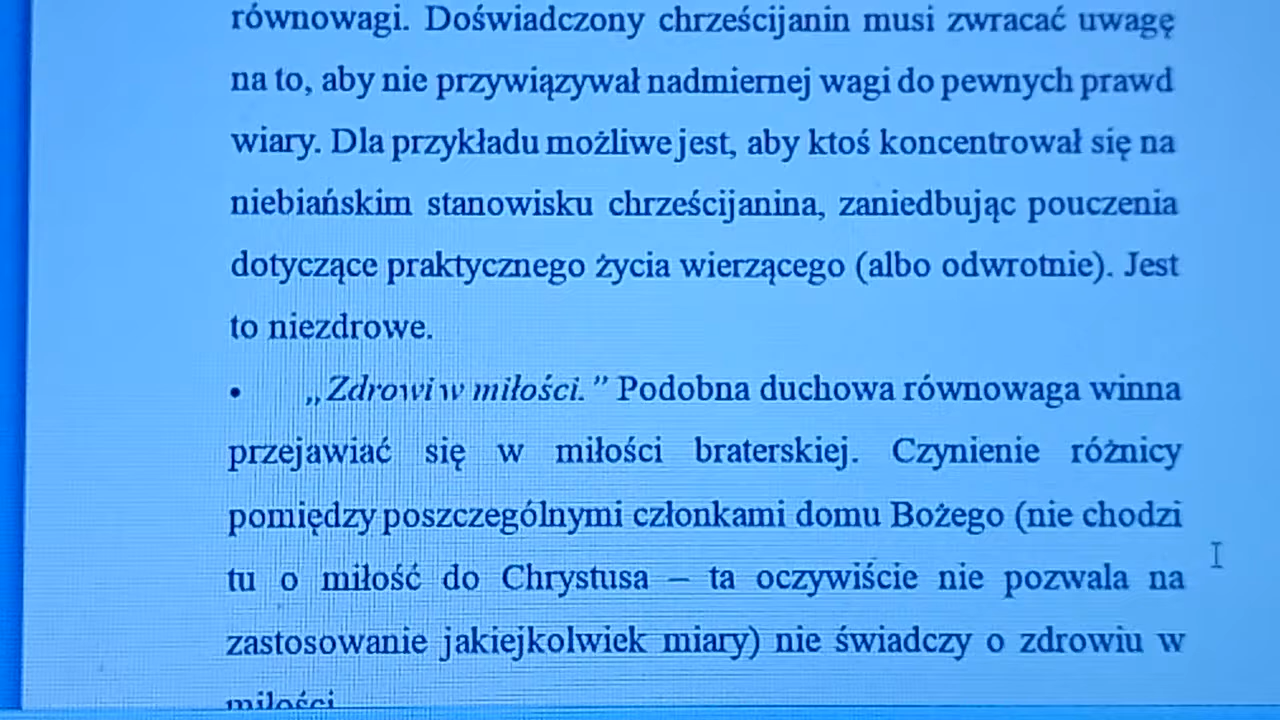 równowagi. Doświadczony chrześcijanin musi zwracać uwagę
na to, aby nie przywiązywał nadmiernej wagi do pewnych prawd
wiary. Dla przykładu możliwe jest, aby ktoś koncentrował się na
niebiańskim stanowisku chrześcijanina, zaniedbując pouczenia
dotyczące praktycznego życia wierzącego (albo odwrotnie). Jest
to niezdrowe.
• „Zdrowi w miłości.” Podobna duchowa równowaga winna
przejawiać się w miłości braterskiej. Czynienie różnicy
pomiędzy poszczególnymi członkami domu Bożego (nie chodzi
tu o miłość do Chrystusa – ta oczywiście nie pozwala na
zastosowanie jakiejkolwiek miary) nie świadczy o zdrowiu w
miłości